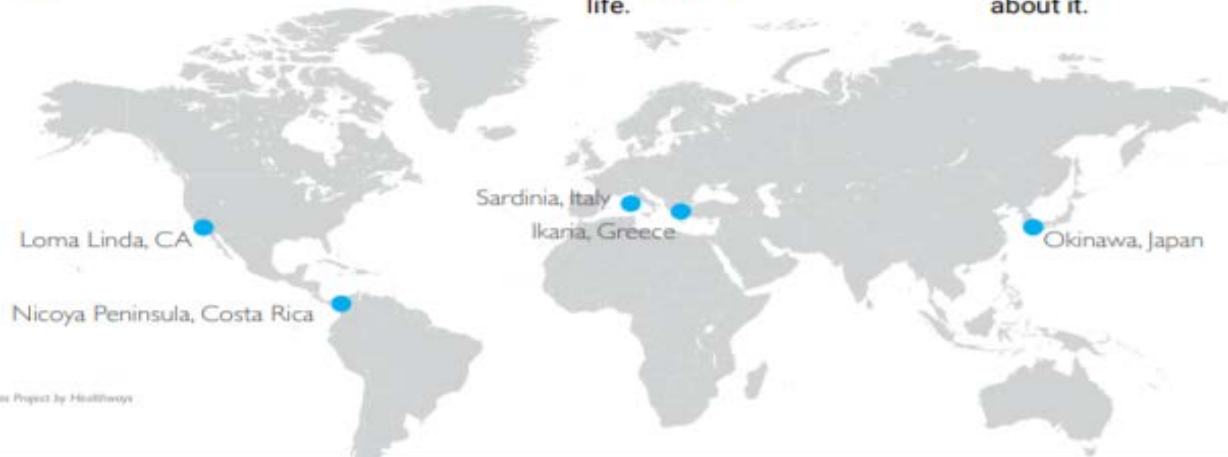 life.
about it.
Sardinia, Italy
Ikaria, Greece
Loma Linda, CA
Okinawa, Japan
Nicoya Peninsula, Costa Rica
Project by Healthways